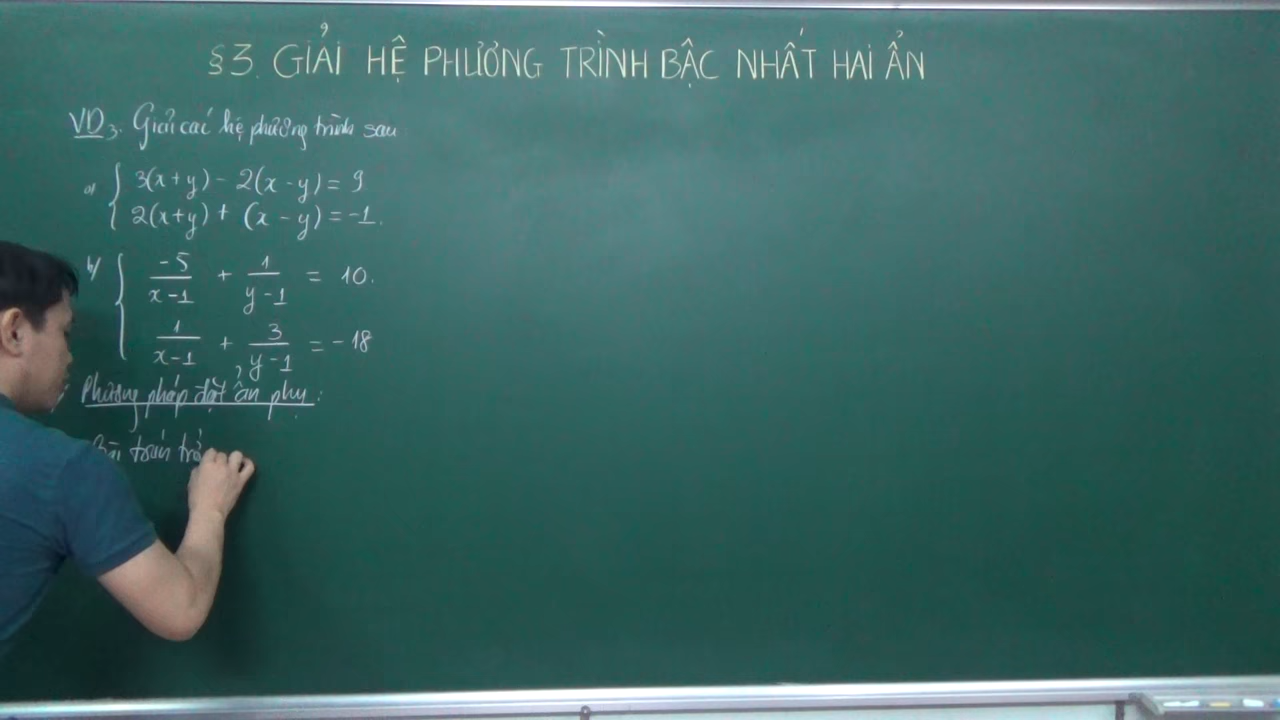 §3. GIẢI HỆ PHƯƠNG TRÌNH BẬC NHẤT HAI ẨN
VD3. Giải các hệ phương trình sau
a/ { 3(x+y) - 2(x-y) = 9
2(x+y) + (x-y) = -1.
b/ { -5/(x-1) + 1/(y-1) = 10.
1/(x-1) + 3/(y-1) = -18
Phương pháp đặt ẩn phụ:
Bài toán trở